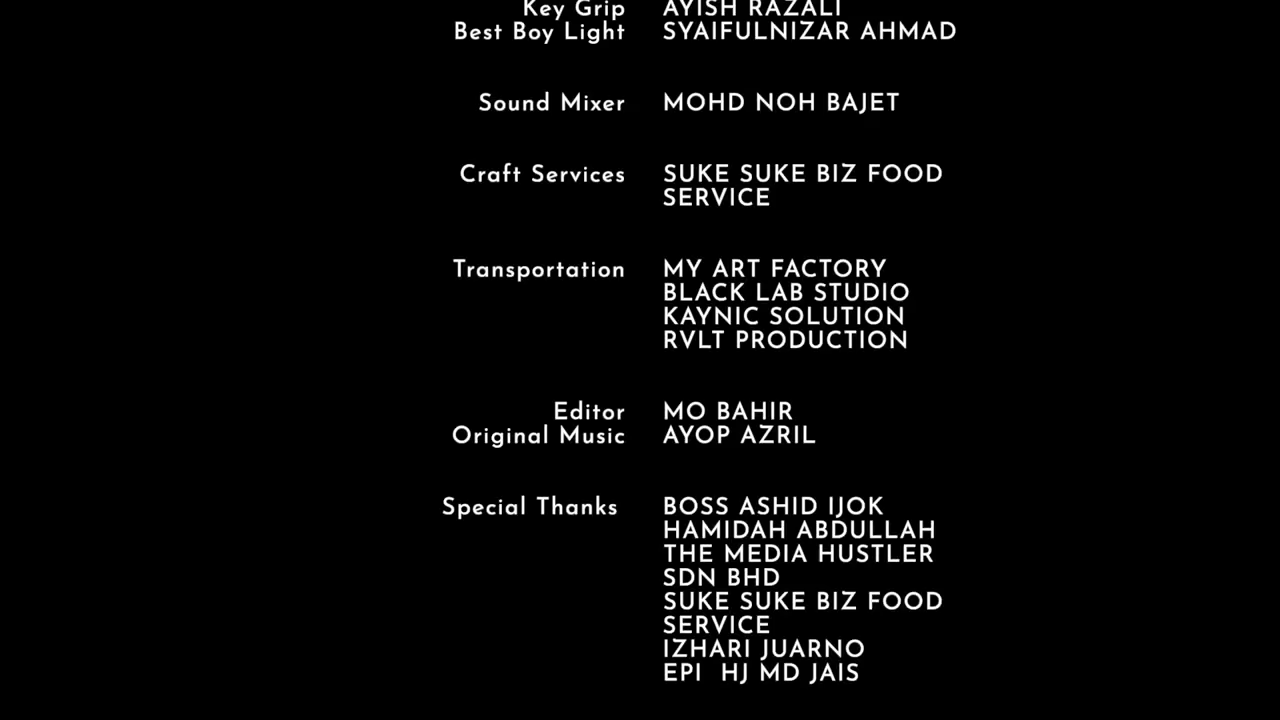 Key Grip AYISH RAZALI
Best Boy Light SYAIFULNIZAR AHMAD
Sound Mixer MOHD NOH BAJET
Craft Services SUKE SUKE BIZ FOOD
SERVICE
Transportation MY ART FACTORY
BLACK LAB STUDIO
KAYNIC SOLUTION
RVLT PRODUCTION
Editor MO BAHIR
Original Music AYOP AZRIL
Special Thanks BOSS ASHID IJOK
HAMIDAH ABDULLAH
THE MEDIA HUSTLER
SDN BHD
SUKE SUKE BIZ FOOD
SERVICE
IZHARI JUARNO
EPI  HJ MD JAIS